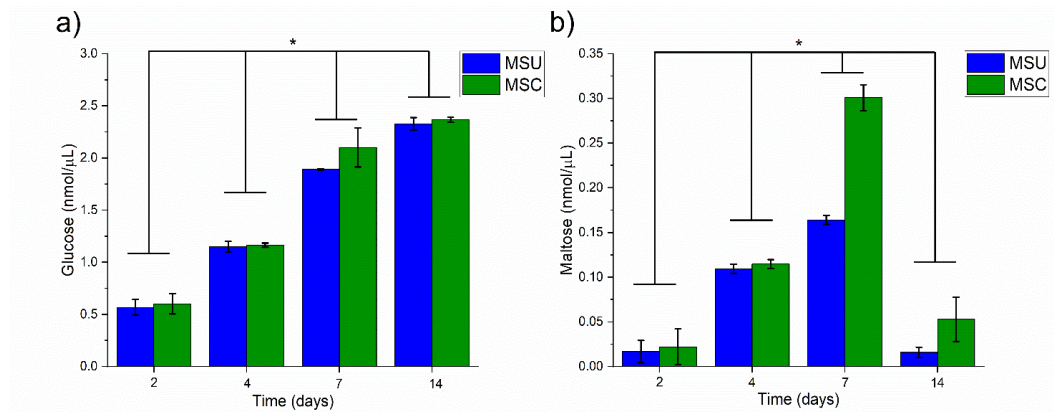 a)
*
MSU
MSC
3.0
2.5
2.0
1.5
1.0
0.5
0.0
Glucose (nmol/μL)
2 4 7 14
Time (days)
b)
*
MSU
MSC
0.35
0.30
0.25
0.20
0.15
0.10
0.05
0.00
Maltose (nmol/μL)
2 4 7 14
Time (days)